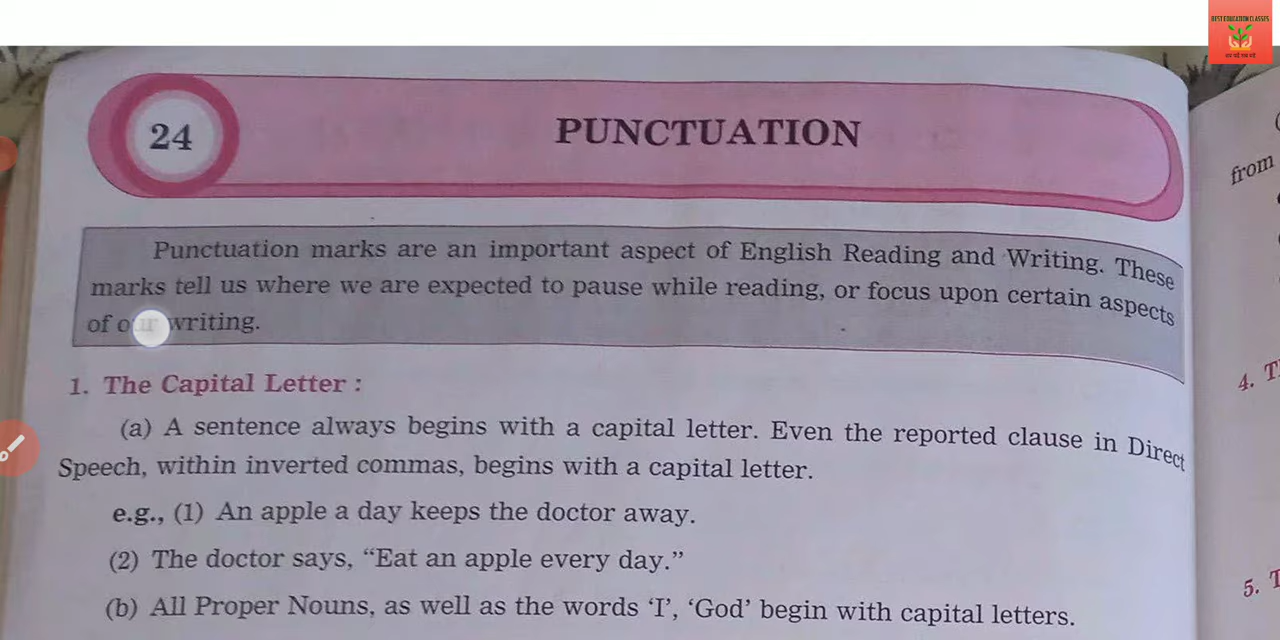 BEST EDUCATION CLASSES
24
PUNCTUATION
Punctuation marks are an important aspect of English Reading and Writing. These
marks tell us where we are expected to pause while reading, or focus upon certain aspects
of our writing.
1. The Capital Letter :
(a) A sentence always begins with a capital letter. Even the reported clause in Direct
Speech, within inverted commas, begins with a capital letter.
e.g., (1) An apple a day keeps the doctor away.
(2) The doctor says, “Eat an apple every day.”
(b) All Proper Nouns, as well as the words ‘I’, ‘God’ begin with capital letters.
from
4.
5.